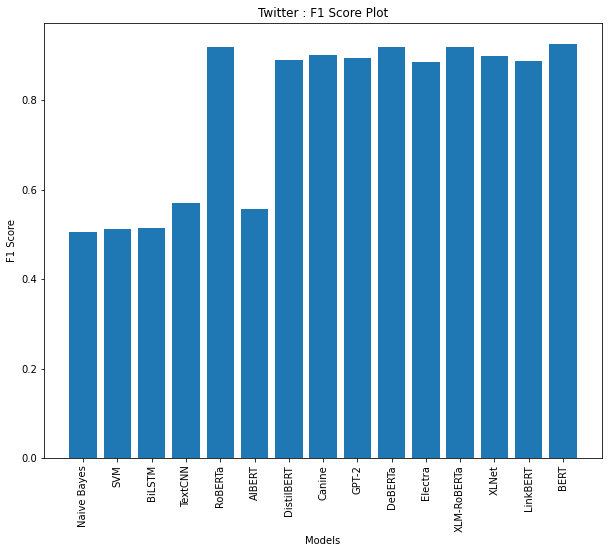 Twitter : F1 Score Plot
F1 Score
0.8
0.6
0.4
0.2
0.0
Naive Bayes
SVM
BiLSTM
TextCNN
RoBERTa
AlBERT
DistilBERT
Canine
GPT-2
DeBERTa
Electra
XLM-RoBERTa
XLNet
LinkBERT
BERT
Models